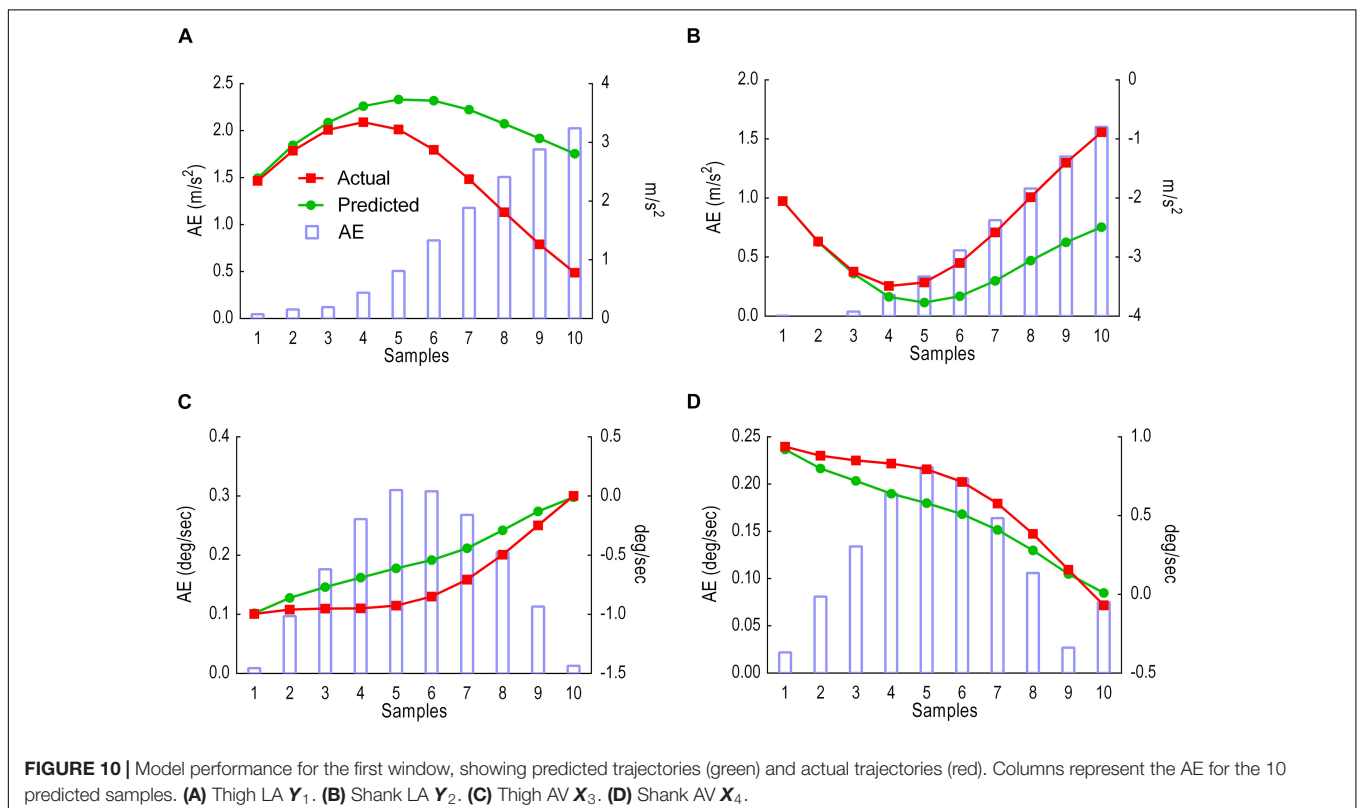 A
AE (m/s²)
2.5
2.0
1.5
1.0
0.5
0.0
4
3
2
1
0
m/s²
Actual
Predicted
AE
1 2 3 4 5 6 7 8 9 10
Samples
B
AE (m/s²)
2.0
1.5
1.0
0.5
0.0
0
-1
-2
-3
-4
m/s²
1 2 3 4 5 6 7 8 9 10
Samples
C
AE (deg/sec)
0.4
0.3
0.2
0.1
0.0
0.5
0.0
-0.5
-1.0
-1.5
deg/sec
1 2 3 4 5 6 7 8 9 10
Samples
D
AE (deg/sec)
0.25
0.20
0.15
0.10
0.05
0.00
1.0
0.5
0.0
-0.5
deg/sec
1 2 3 4 5 6 7 8 9 10
Samples
FIGURE 10 | Model performance for the first window, showing predicted trajectories (green) and actual trajectories (red). Columns represent the AE for the 10
predicted samples. (A) Thigh LA Y₁. (B) Shank LA Y₂. (C) Thigh AV X₃. (D) Shank AV X₄.